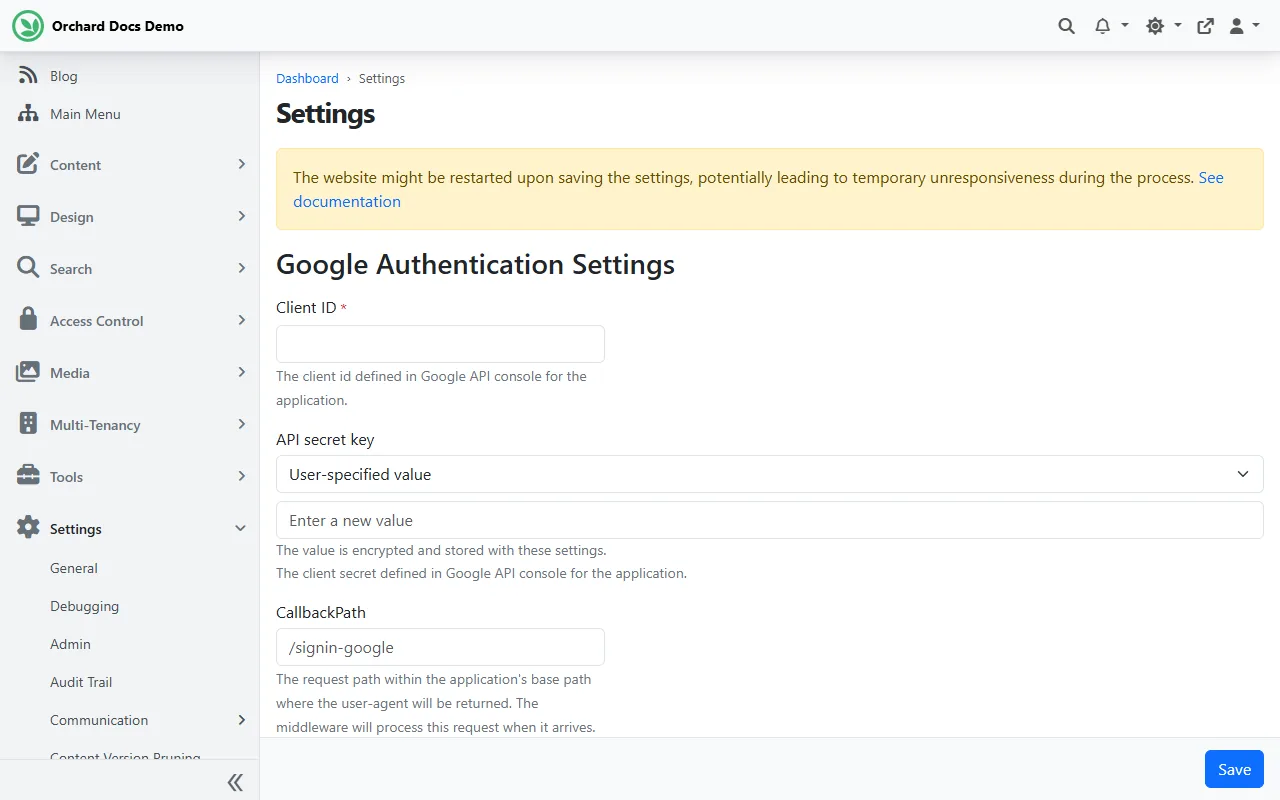 Orchard Docs Demo
Blog
Main Menu
Content
Design
Search
Access Control
Media
Multi-Tenancy
Tools
Settings
General
Debugging
Admin
Audit Trail
Communication
Content Version Pruning
Dashboard › Settings
Settings
The website might be restarted upon saving the settings, potentially leading to temporary unresponsiveness during the process. See
documentation
Google Authentication Settings
Client ID *
The client id defined in Google API console for the
application.
API secret key
User-specified value
Enter a new value
The value is encrypted and stored with these settings.
The client secret defined in Google API console for the application.
CallbackPath
/signin-google
The request path within the application's base path
where the user-agent will be returned. The
middleware will process this request when it arrives.
Save